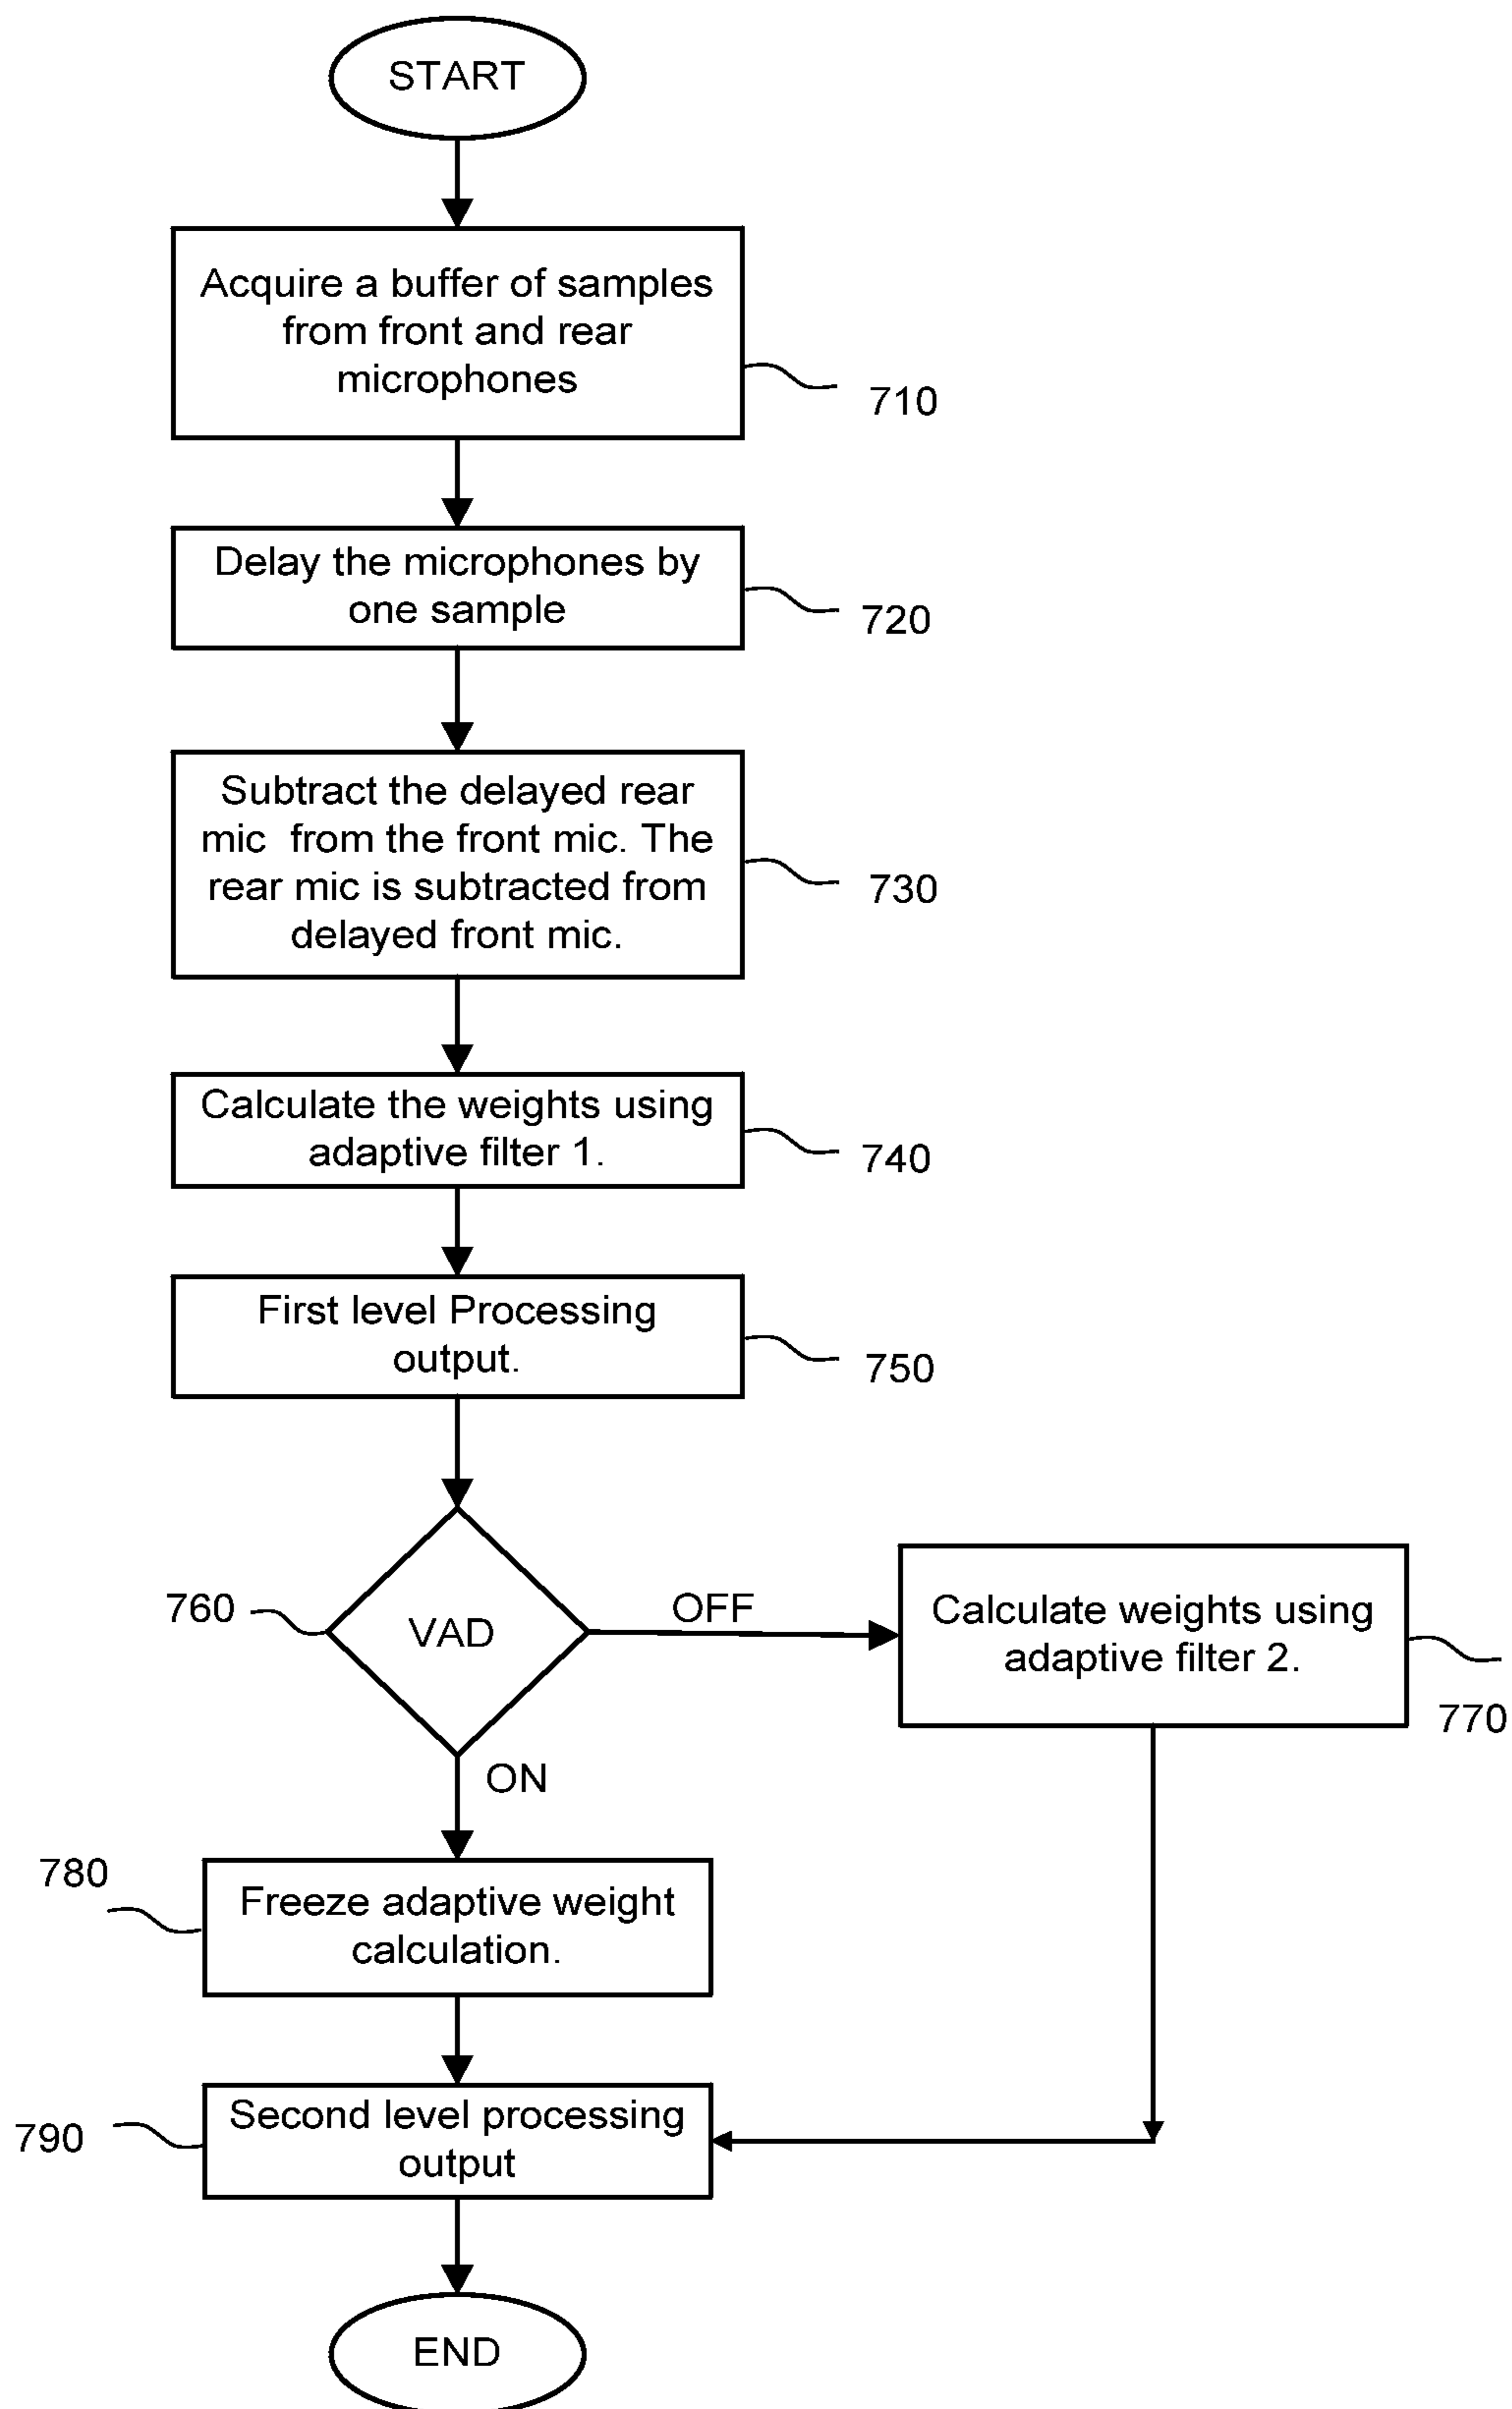 START
Acquire a buffer of samples
from front and rear
microphones
710
Delay the microphones by
one sample
720
Subtract the delayed rear
mic from the front mic. The
rear mic is subtracted from
delayed front mic.
730
Calculate the weights using
adaptive filter 1.
740
First level Processing
output.
750
760
VAD
OFF
Calculate weights using
adaptive filter 2.
770
ON
780
Freeze adaptive weight
calculation.
790
Second level processing
output
END